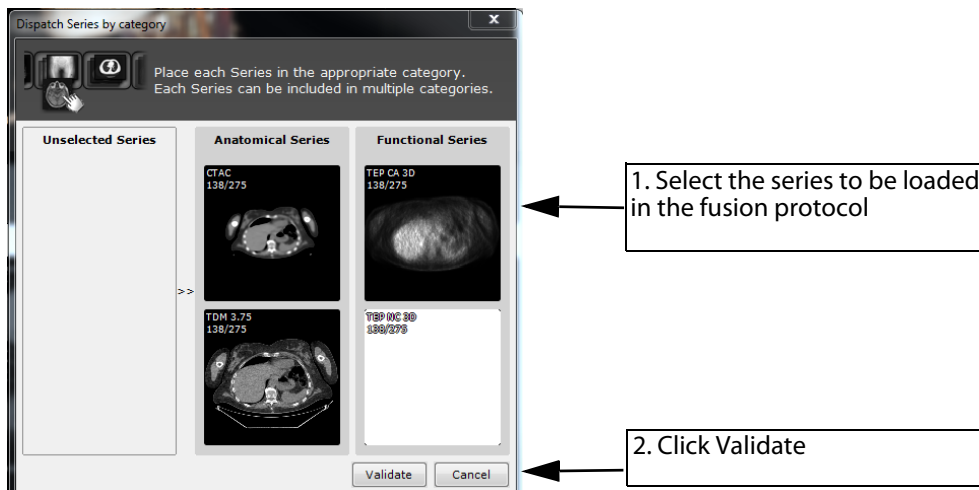 Dispatch Series by category
x
Place each Series in the appropriate category.
Each Series can be included in multiple categories.
Unselected Series
Anatomical Series
Functional Series
CTAC
138/275
TEP CA 3D
138/275
>>
TDM 3.75
138/275
TEP NC 3D
138/275
Validate
Cancel
1. Select the series to be loaded
in the fusion protocol
2. Click Validate